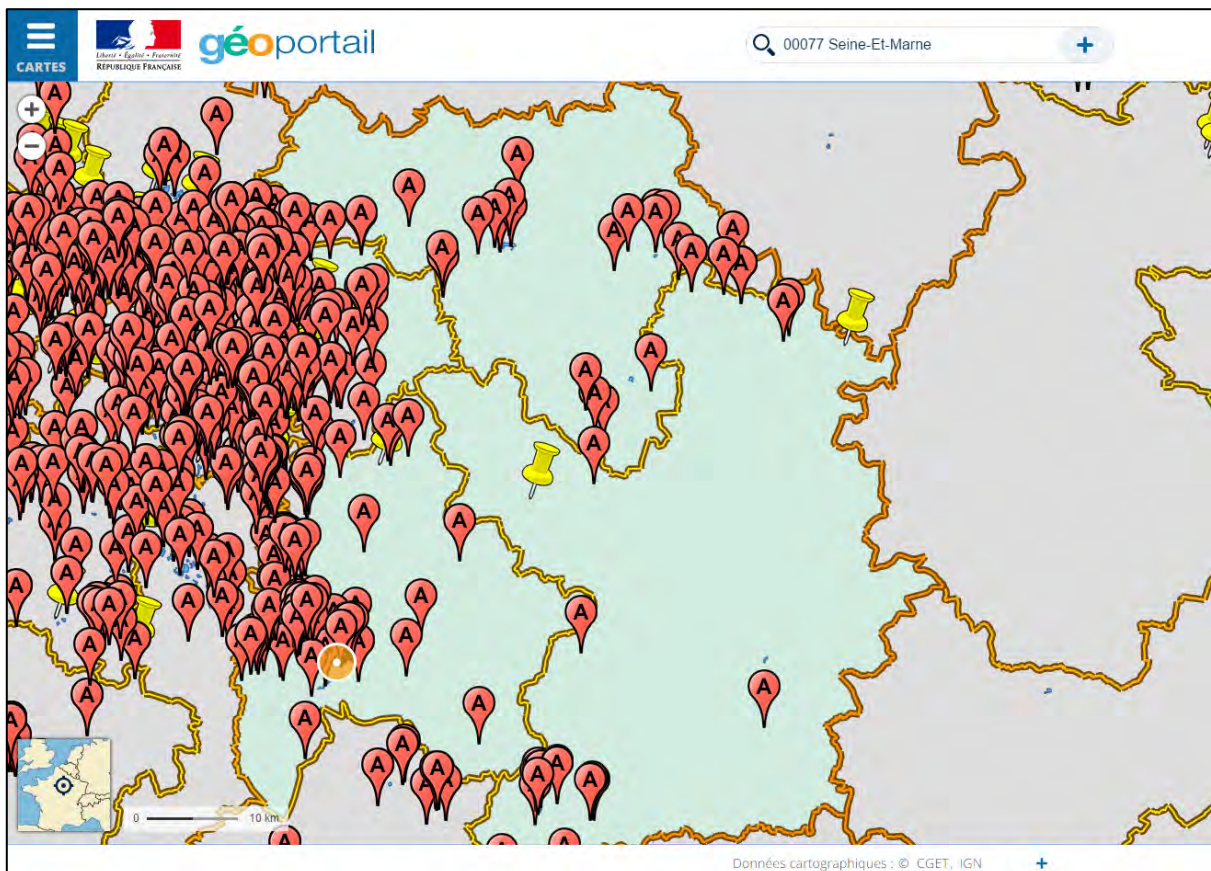 CARTES
Liberté • Égalité • Fraternité
RÉPUBLIQUE FRANÇAISE
géoportail
00077 Seine-Et-Marne
+
+
−
A
0 10 km
Données cartographiques : © CGET, IGN +